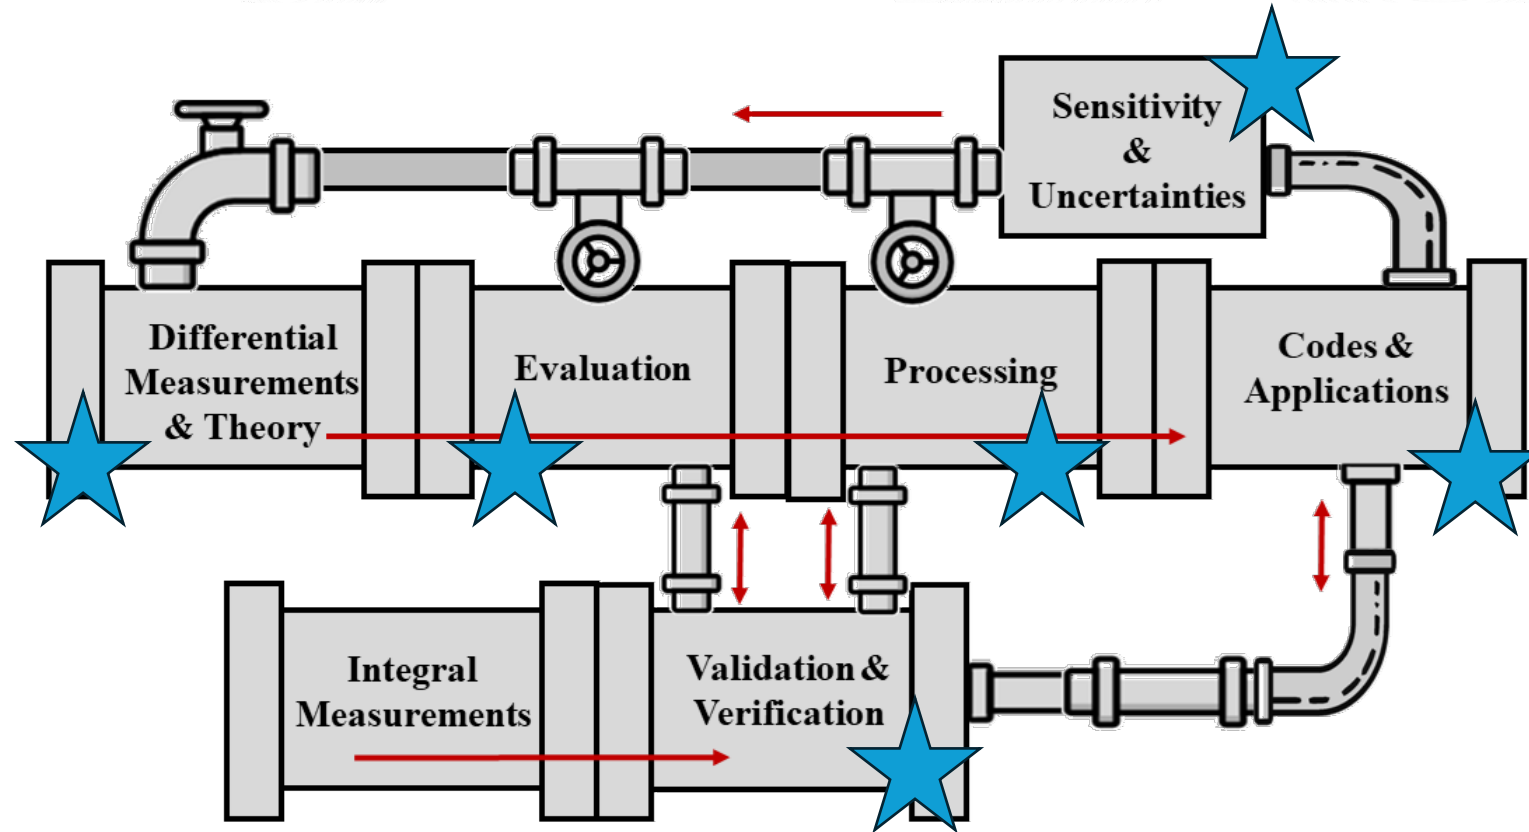 Sensitivity
&
Uncertainties
Differential
Measurements
& Theory
Evaluation
Processing
Codes &
Applications
Integral
Measurements
Validation &
Verification